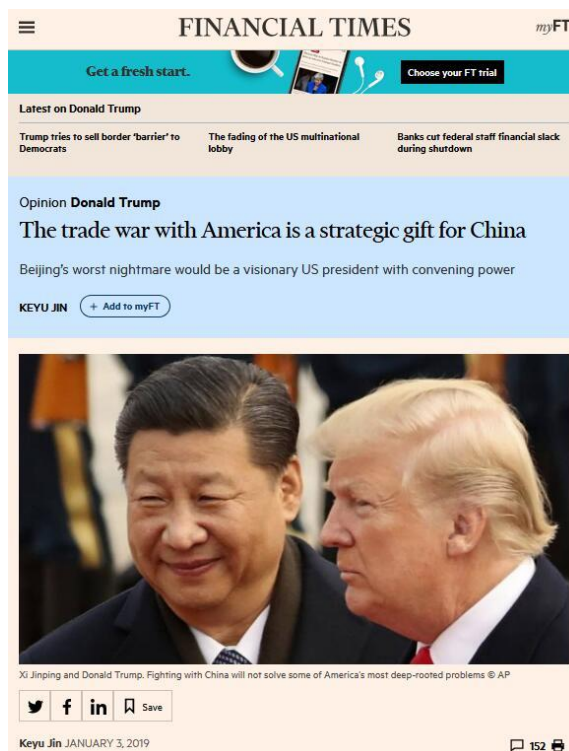 FINANCIAL TIMES
myFT
Get a fresh start.
Choose your FT trial
Latest on Donald Trump
Trump tries to sell border ‘barrier’ to
Democrats
The fading of the US multinational
lobby
Banks cut federal staff financial slack
during shutdown
Opinion Donald Trump
The trade war with America is a strategic gift for China
Beijing’s worst nightmare would be a visionary US president with convening power
KEYU JIN
+ Add to myFT
Xi Jinping and Donald Trump. Fighting with China will not solve some of America’s most deep-rooted problems © AP
Save
Keyu Jin JANUARY 3, 2019
152